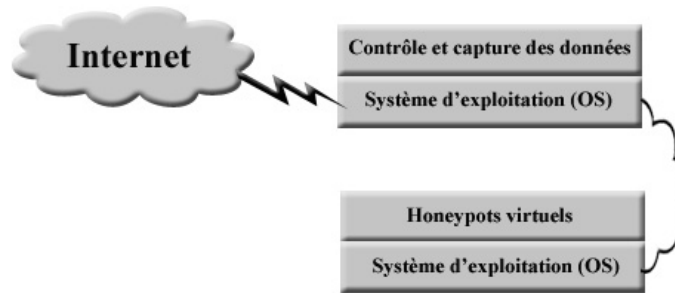 Internet
Contrôle et capture des données
Système d'exploitation (OS)
Honeypots virtuels
Système d'exploitation (OS)